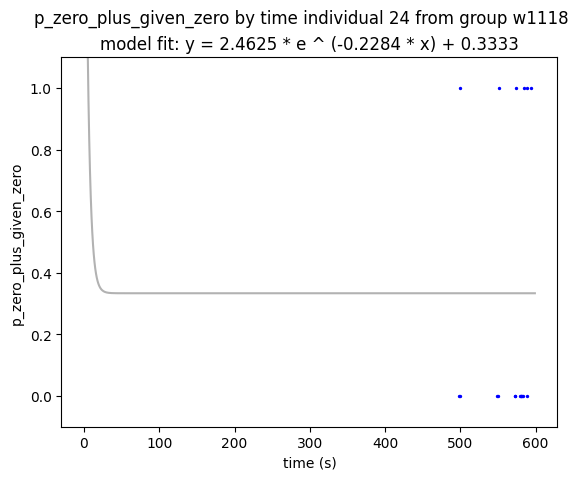 p_zero_plus_given_zero by time individual 24 from group w1118
model fit: y = 2.4625 * e ^ (-0.2284 * x) + 0.3333
1.0
0.8
0.6
0.4
0.2
0.0
p_zero_plus_given_zero
0 100 200 300 400 500 600
time (s)